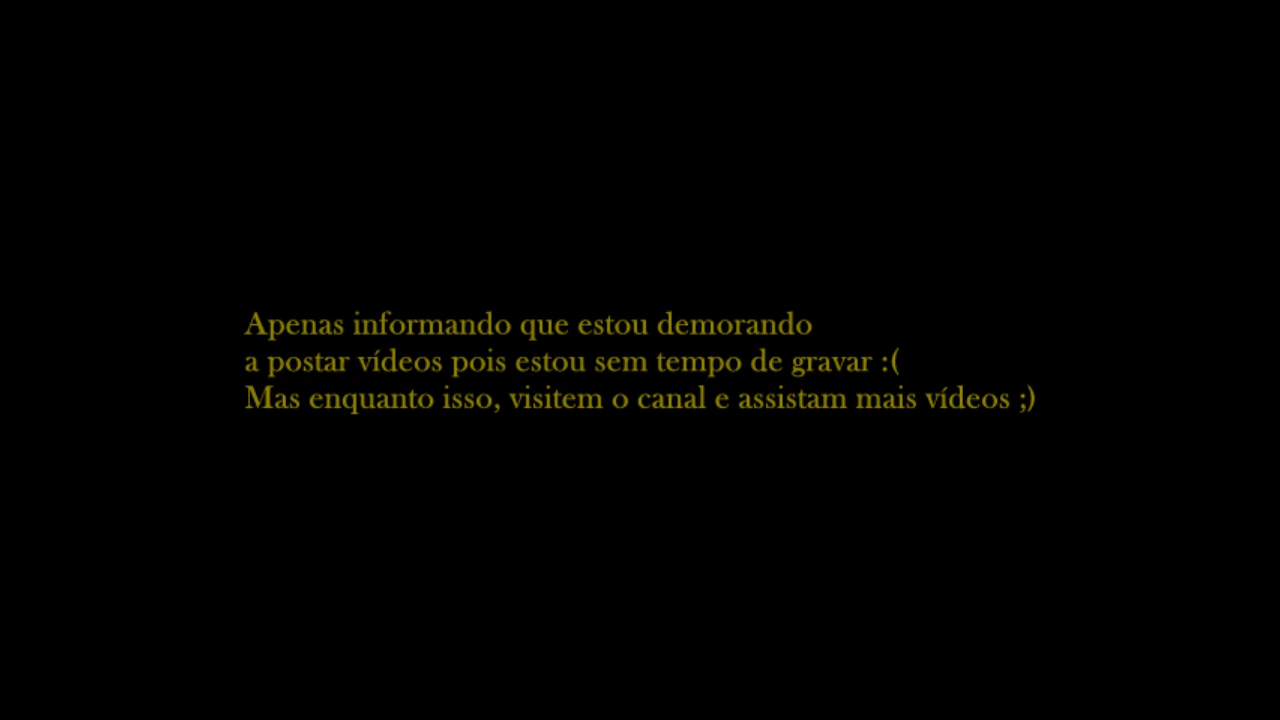 Apenas informando que estou demorando
a postar vídeos pois estou sem tempo de gravar :(
Mas enquanto isso, visitem o canal e assistam mais vídeos ;)